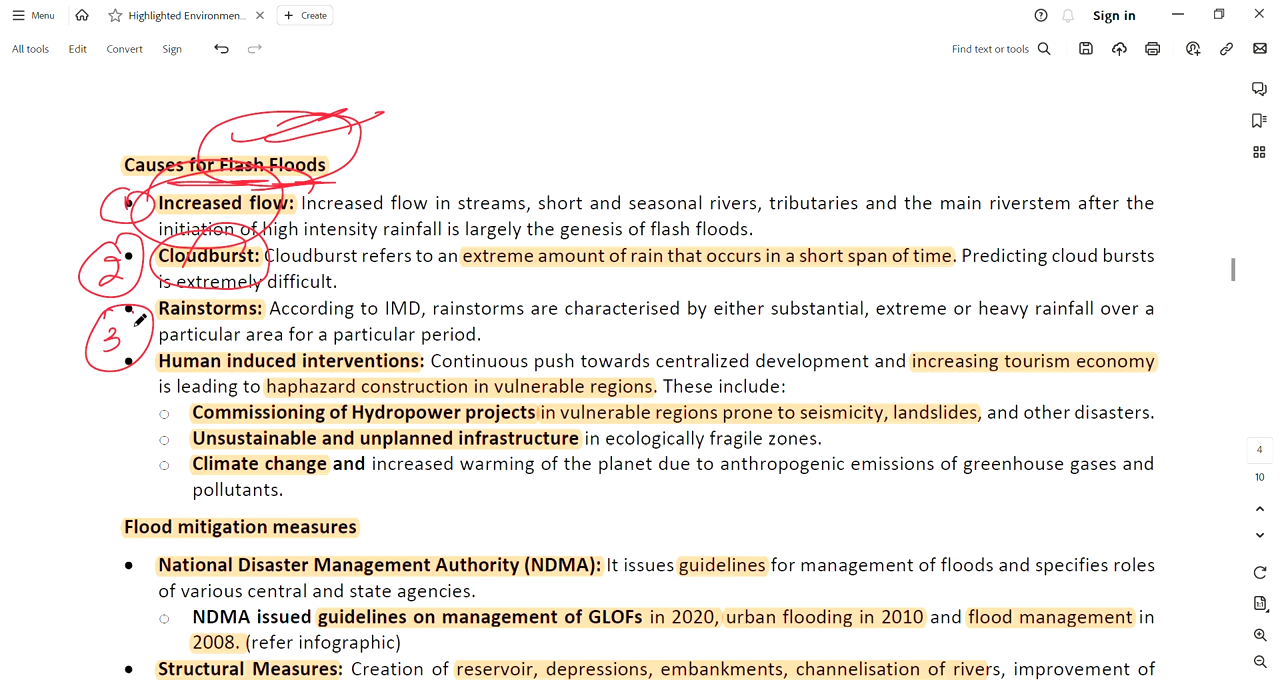 Menu
Highlighted Environmen...
Create
Sign in
All tools
Edit
Convert
Sign
Find text or tools
Causes for Flash Floods
1
Increased flow: Increased flow in streams, short and seasonal rivers, tributaries and the main riverstem after the
initiation of high intensity rainfall is largely the genesis of flash floods.
2
Cloudburst: Cloudburst refers to an extreme amount of rain that occurs in a short span of time. Predicting cloud bursts
is extremely difficult.
3
Rainstorms: According to IMD, rainstorms are characterised by either substantial, extreme or heavy rainfall over a
particular area for a particular period.
Human induced interventions: Continuous push towards centralized development and increasing tourism economy
is leading to haphazard construction in vulnerable regions. These include:
Commissioning of Hydropower projects in vulnerable regions prone to seismicity, landslides, and other disasters.
Unsustainable and unplanned infrastructure in ecologically fragile zones.
Climate change and increased warming of the planet due to anthropogenic emissions of greenhouse gases and
pollutants.
4
10
Flood mitigation measures
National Disaster Management Authority (NDMA): It issues guidelines for management of floods and specifies roles
of various central and state agencies.
NDMA issued guidelines on management of GLOFs in 2020, urban flooding in 2010 and flood management in
2008. (refer infographic)
Structural Measures: Creation of reservoir, depressions, embankments, channelisation of rivers, improvement of